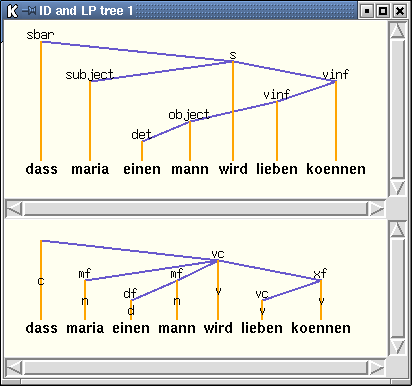 ID and LP tree 1
sbar
s
subject vinf
vinf
object
det
dass maria einen mann wird lieben koennen
vc
mf mf xf
c
df vc
n n v
d v v
dass maria einen mann wird lieben koennen